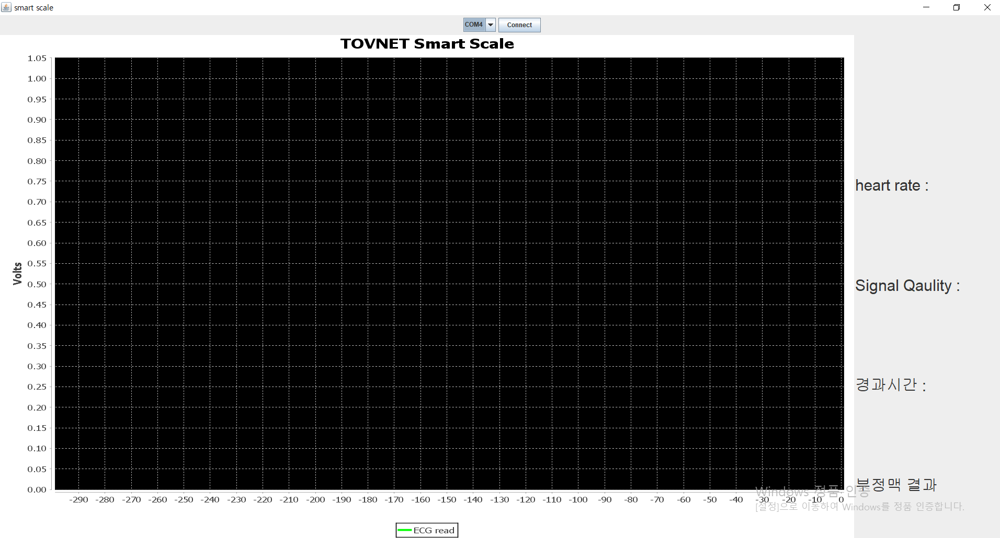 smart scale
COM4 Connect
TOVNET Smart Scale
1.05
1.00
0.95
0.90
0.85
0.80
0.75
0.70
0.65
0.60
0.55
0.50
0.45
0.40
0.35
0.30
0.25
0.20
0.15
0.10
0.05
0.00
Volts
-290 -280 -270 -260 -250 -240 -230 -220 -210 -200 -190 -180 -170 -160 -150 -140 -130 -120 -110 -100 -90 -80 -70 -60 -50 -40 -30 -20 -10 0
ECG read
heart rate :
Signal Qaulity :
경과시간 :
부정맥 결과
Windows 정품 인증
[설정]으로 이동하여 Windows를 정품 인증합니다.